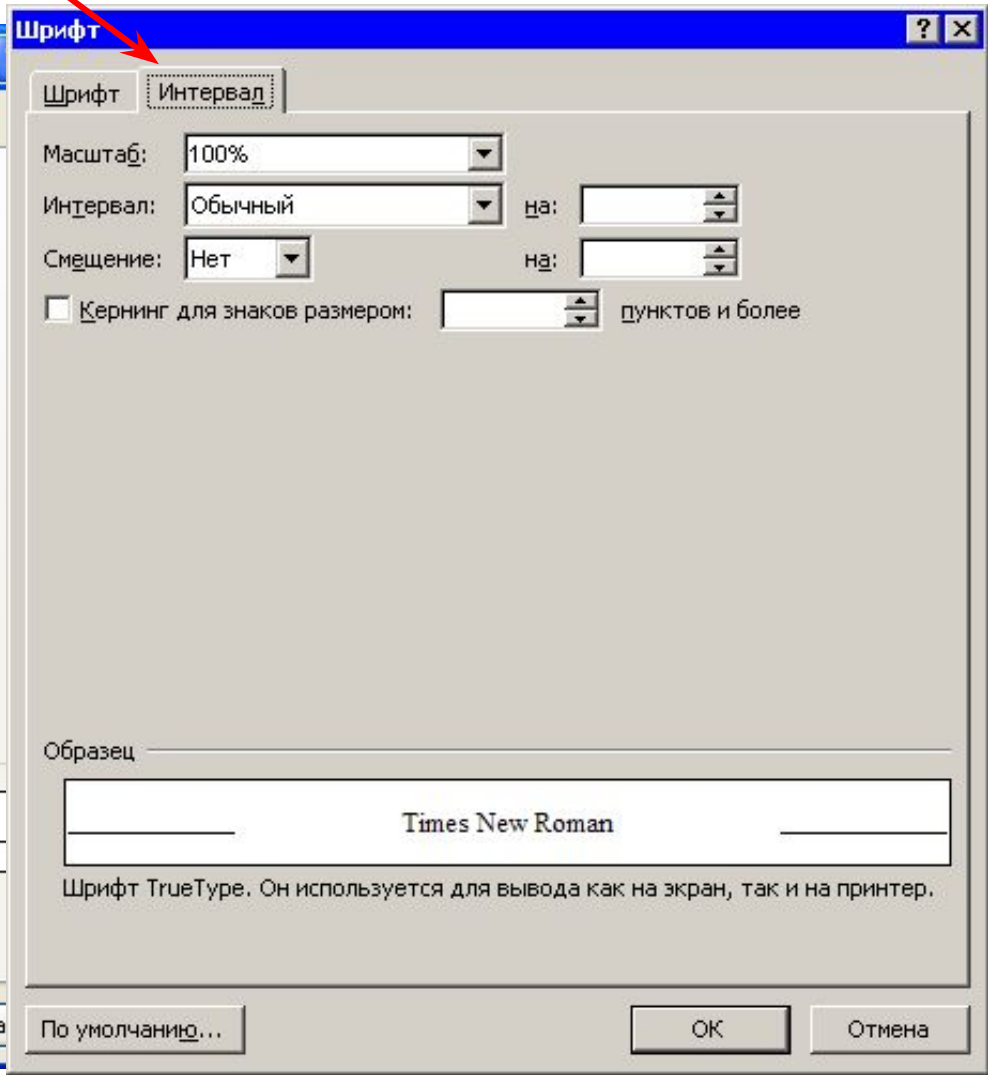 Шрифт
Шрифт Интервал
Масштаб: 100%
Интервал: Обычный на:
Смещение: Нет на:
Кернинг для знаков размером: пунктов и более
Образец
Times New Roman
Шрифт TrueType. Он используется для вывода как на экран, так и на принтер.
По умолчанию... ОК Отмена